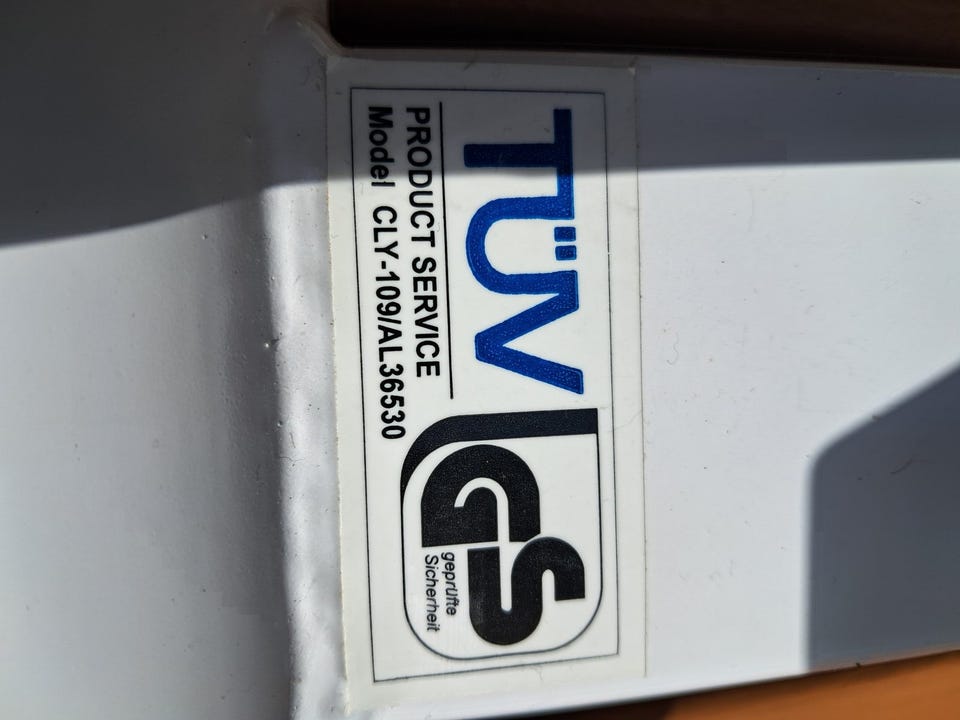 TÜV
PRODUCT SERVICE
Model CLY-109/AL36530
GS
geprüfte
Sicherheit